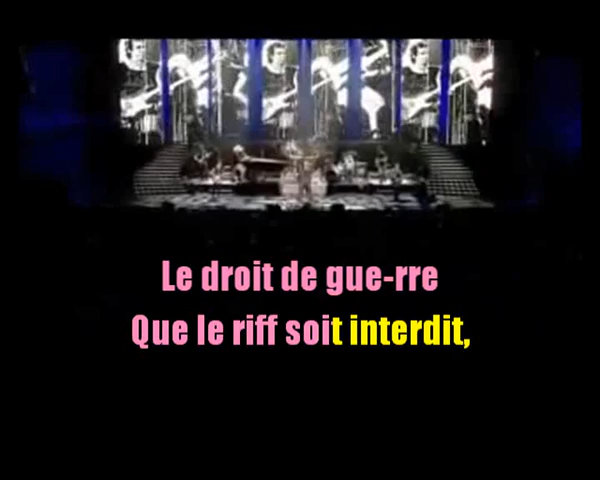 Le droit de gue-rre
Que le riff soit interdit,